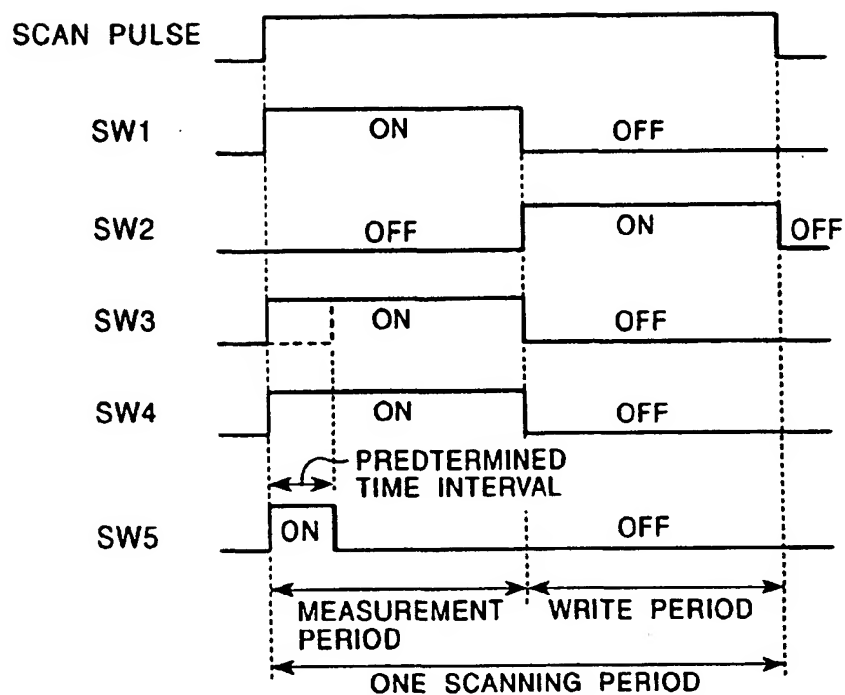 SCAN PULSE
SW1
ON
OFF
SW2
OFF
ON
OFF
SW3
ON
OFF
SW4
ON
OFF
PREDTERMINED
TIME INTERVAL
SW5
ON
OFF
MEASUREMENT
PERIOD
WRITE PERIOD
ONE SCANNING PERIOD